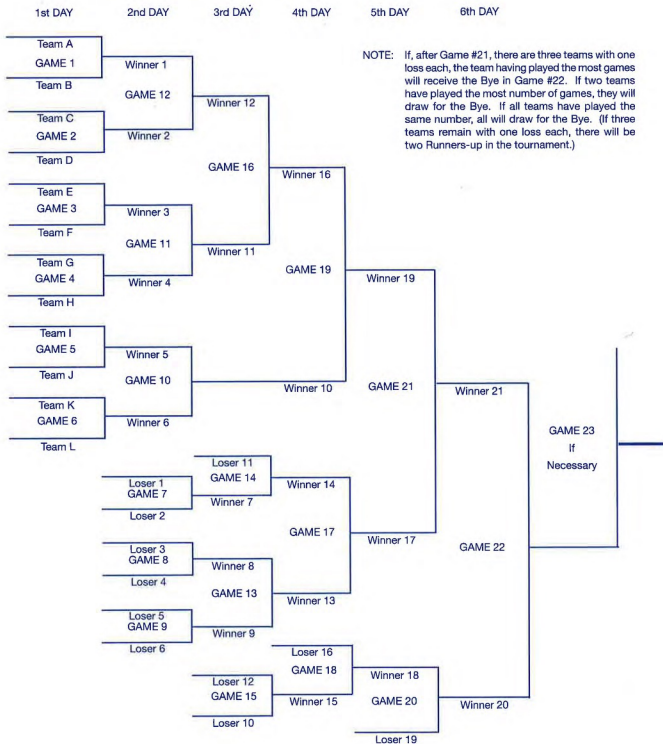 1st DAY
2nd DAY
3rd DAY
4th DAY
5th DAY
6th DAY
NOTE: If, after Game #21, there are three teams with one
loss each, the team having played the most games
will receive the Bye in Game #22. If two teams
have played the most number of games, they will
draw for the Bye. If all teams have played the
same number, all will draw for the Bye. (If three
teams remain with one loss each, there will be
two Runners-up in the tournament.)
Team A
GAME 1
Team B
Team C
GAME 2
Team D
Team E
GAME 3
Team F
Team G
GAME 4
Team H
Team I
GAME 5
Team J
Team K
GAME 6
Team L
Winner 1
GAME 12
Winner 2
Winner 3
GAME 11
Winner 4
Winner 5
GAME 10
Winner 6
Loser 1
GAME 7
Loser 2
Loser 3
GAME 8
Loser 4
Loser 5
GAME 9
Loser 6
Winner 12
GAME 16
Winner 11
Loser 11
GAME 14
Winner 7
Winner 8
GAME 13
Winner 9
Loser 12
GAME 15
Loser 10
Winner 16
GAME 19
Winner 10
Winner 14
GAME 17
Winner 13
Loser 16
GAME 18
Winner 15
Winner 19
GAME 21
Winner 17
Winner 18
GAME 20
Loser 19
Winner 21
GAME 22
Winner 20
GAME 23
If
Necessary